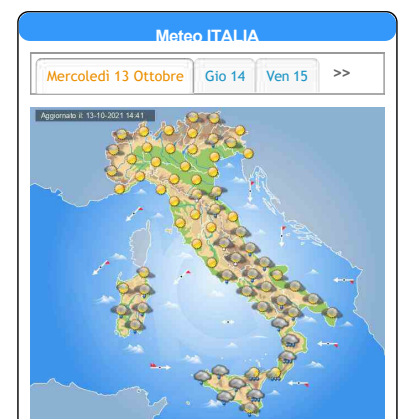 Meteo ITALIA
Mercoledì 13 Ottobre Gio 14 Ven 15 >>
Aggiornato il: 13-10-2021 14:41